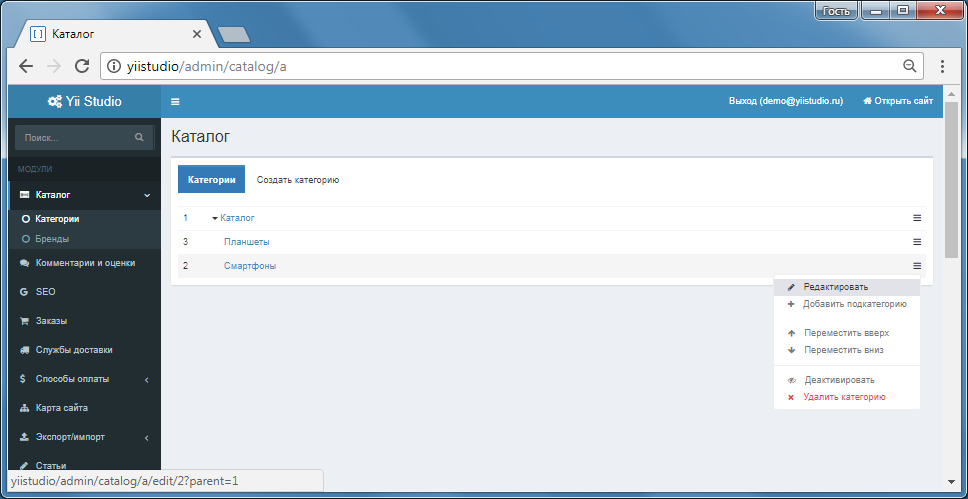 Гость
Каталог
yiistudio/admin/catalog/a
Yii Studio
Выход (demo@yiistudio.ru)
Открыть сайт
Поиск...
Каталог
МОДУЛИ
Каталог
Категории
Создать категорию
Категории
1 Каталог
Бренды
3 Планшеты
Комментарии и оценки
2 Смартфоны
SEO
Редактировать
Добавить подкатегорию
Заказы
Переместить вверх
Службы доставки
Переместить вниз
Способы оплаты
Деактивировать
Карта сайта
Удалить категорию
Экспорт/импорт
Статьи
yiistudio/admin/catalog/a/edit/2?parent=1